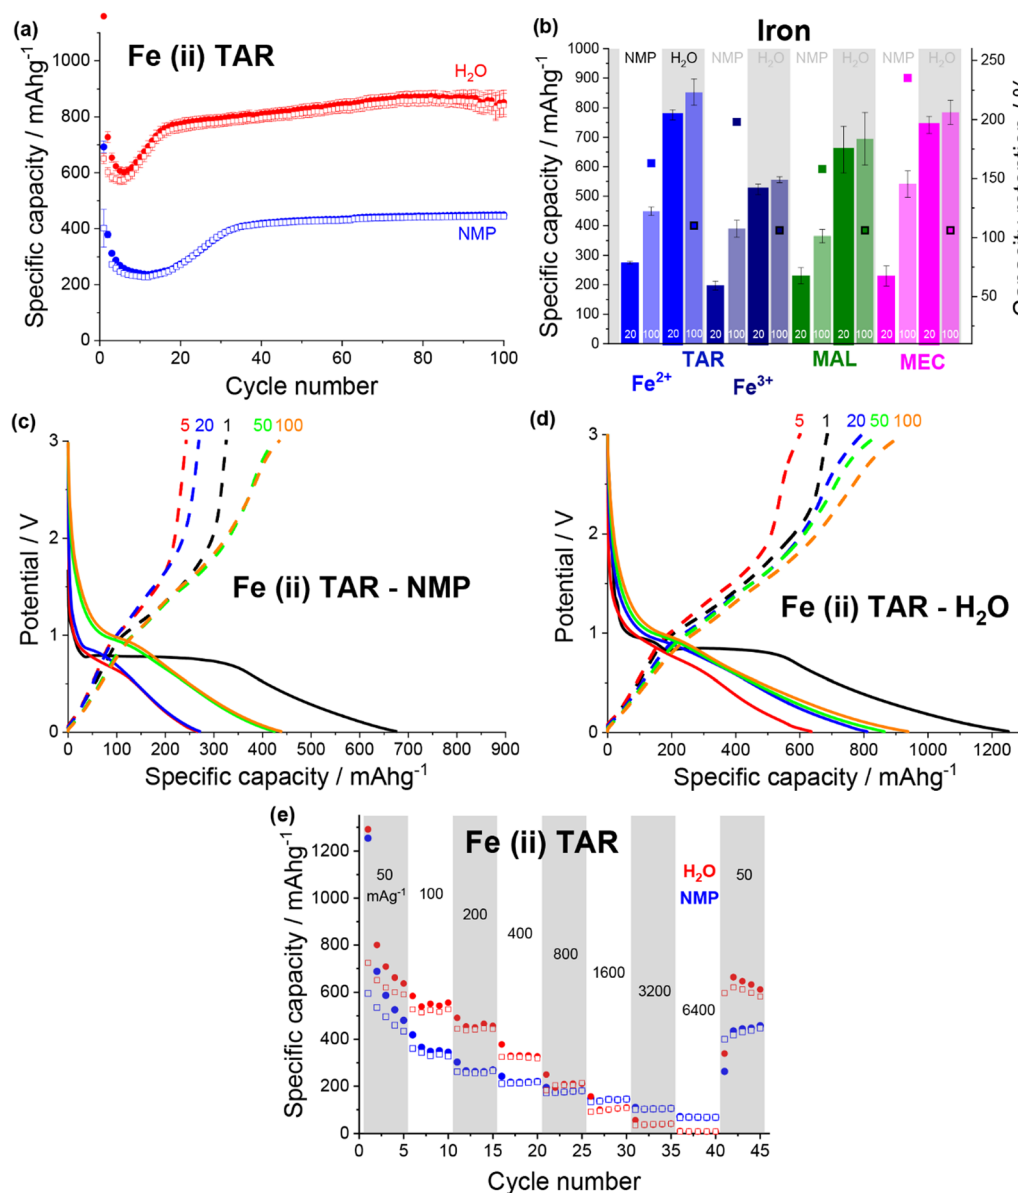 (a)
Fe (ii) TAR
H₂O
NMP
Specific capacity / mAhg⁻¹
1000
800
600
400
200
0
0 20 40 60 80 100
Cycle number
(b)
Iron
NMP H₂O NMP H₂O NMP H₂O NMP H₂O
Specific capacity / mAhg⁻¹
1000
900
800
700
600
500
400
300
200
100
0
250
200
150
100
50
20 100 20 100 20 100 20 100 20 100 20 100 20 100 20 100
TAR MAL MEC
Fe²⁺ Fe³⁺
(c)
5 20 1 50 100
Potential / V
3
2
1
0
Fe (ii) TAR - NMP
0 100 200 300 400 500 600 700 800 900
Specific capacity / mAhg⁻¹
(d)
5 1 20 50 100
Potential / V
3
2
1
0
Fe (ii) TAR - H₂O
0 200 400 600 800 1000 1200
Specific capacity / mAhg⁻¹
(e)
Fe (ii) TAR
Specific capacity / mAhg⁻¹
1200
1000
800
600
400
200
0
50
mAg⁻¹
100
200
400
800
1600
3200
6400
50
H₂O
NMP
0 5 10 15 20 25 30 35 40 45
Cycle number